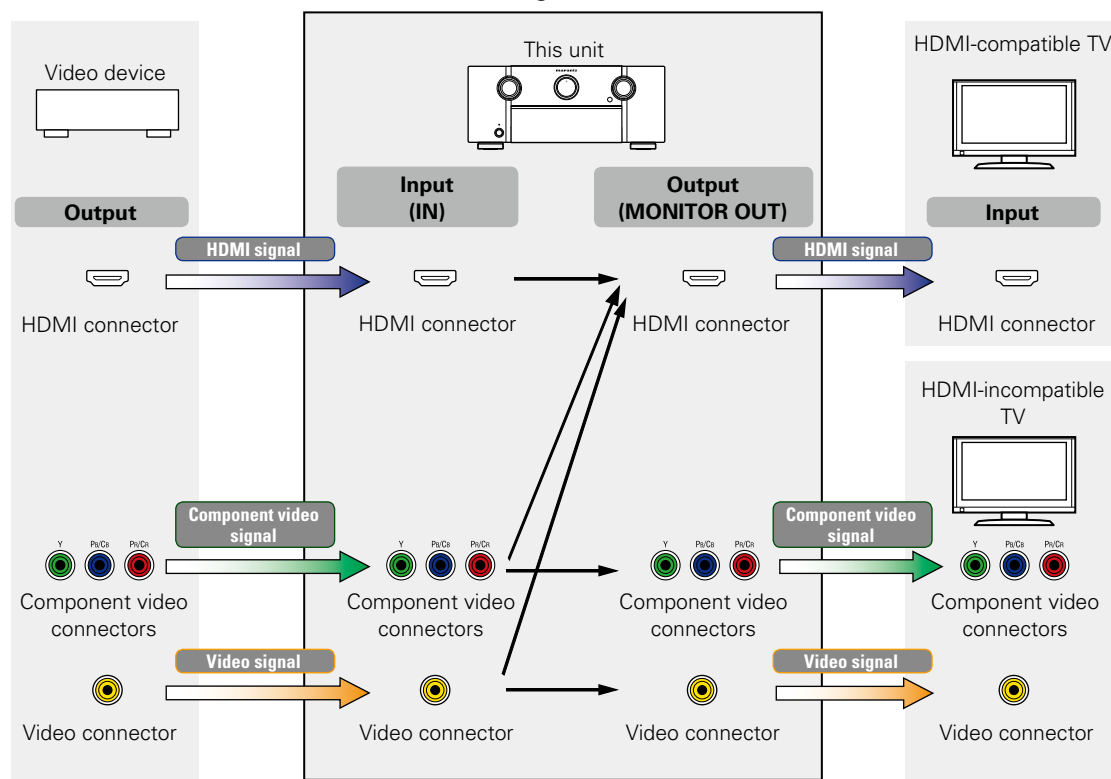 This unit
HDMI-compatible TV
Video device
Input
(IN)
Output
(MONITOR OUT)
Output
Input
HDMI signal
HDMI signal
HDMI connector
HDMI connector
HDMI connector
HDMI connector
HDMI-incompatible
TV
Component video
signal
Component video
signal
Y PB/CB PR/CR
Y PB/CB PR/CR
Y PB/CB PR/CR
Y PB/CB PR/CR
Component video
connectors
Component video
connectors
Component video
connectors
Component video
connectors
Video signal
Video signal
Video connector
Video connector
Video connector
Video connector